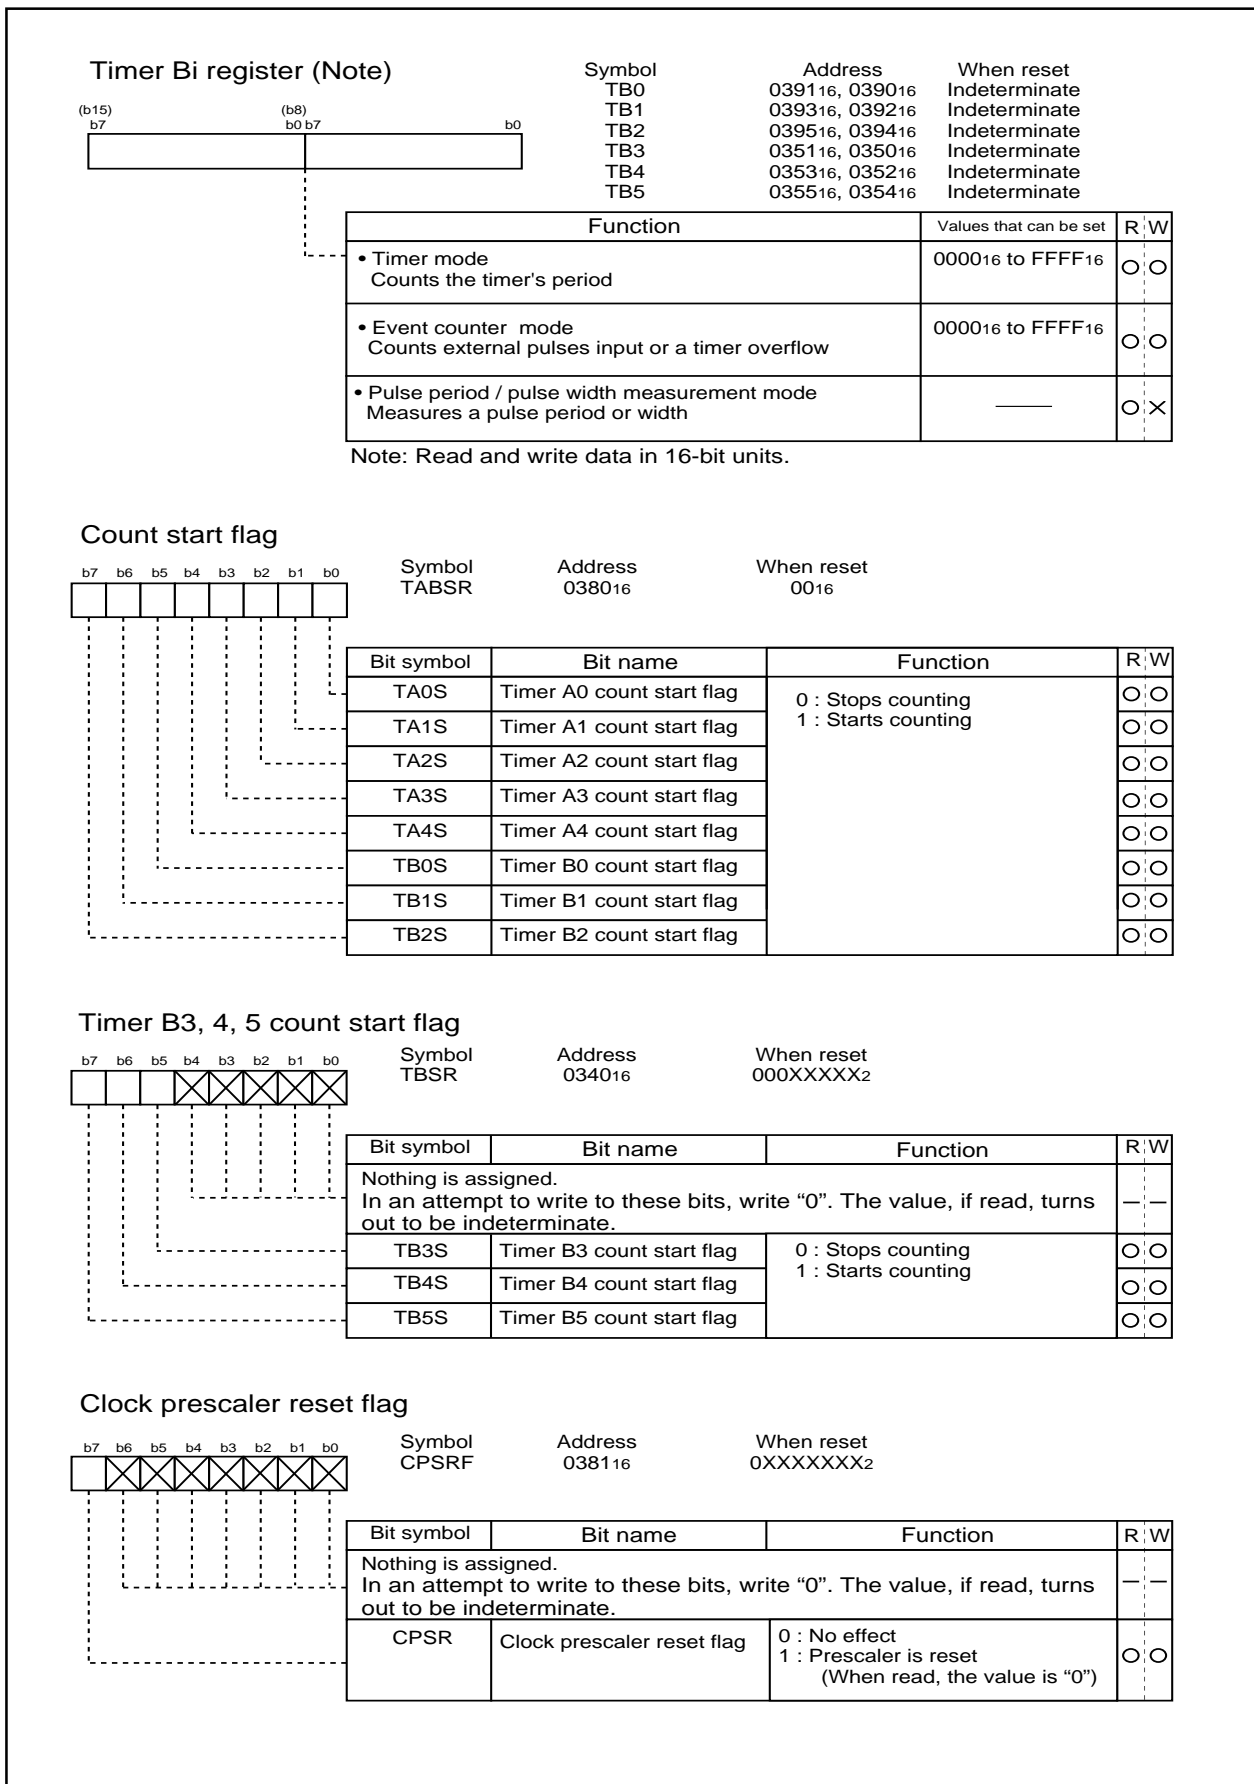 Timer Bi register (Note)
Symbol Address When reset
TB0 039116, 039016 Indeterminate
TB1 039316, 039216 Indeterminate
TB2 039516, 039416 Indeterminate
TB3 035116, 035016 Indeterminate
TB4 035316, 035216 Indeterminate
TB5 035516, 035416 Indeterminate
(b15) (b8)
b7 b0 b7 b0
Function Values that can be set R W
• Timer mode 000016 to FFFF16
Counts the timer's period
• Event counter mode 000016 to FFFF16
Counts external pulses input or a timer overflow
• Pulse period / pulse width measurement mode
Measures a pulse period or width
Note: Read and write data in 16-bit units.
Count start flag
b7 b6 b5 b4 b3 b2 b1 b0
Symbol Address When reset
TABSR 038016 0016
Bit symbol Bit name Function R W
TA0S Timer A0 count start flag 0 : Stops counting
TA1S Timer A1 count start flag 1 : Starts counting
TA2S Timer A2 count start flag
TA3S Timer A3 count start flag
TA4S Timer A4 count start flag
TB0S Timer B0 count start flag
TB1S Timer B1 count start flag
TB2S Timer B2 count start flag
Timer B3, 4, 5 count start flag
b7 b6 b5 b4 b3 b2 b1 b0
Symbol Address When reset
TBSR 034016 000XXXXX2
Bit symbol Bit name Function R W
Nothing is assigned.
In an attempt to write to these bits, write “0”. The value, if read, turns
out to be indeterminate.
TB3S Timer B3 count start flag 0 : Stops counting
TB4S Timer B4 count start flag 1 : Starts counting
TB5S Timer B5 count start flag
Clock prescaler reset flag
b7 b6 b5 b4 b3 b2 b1 b0
Symbol Address When reset
CPSRF 038116 0XXXXXXX2
Bit symbol Bit name Function R W
Nothing is assigned.
In an attempt to write to these bits, write “0”. The value, if read, turns
out to be indeterminate.
CPSR Clock prescaler reset flag 0 : No effect
1 : Prescaler is reset
(When read, the value is “0”)